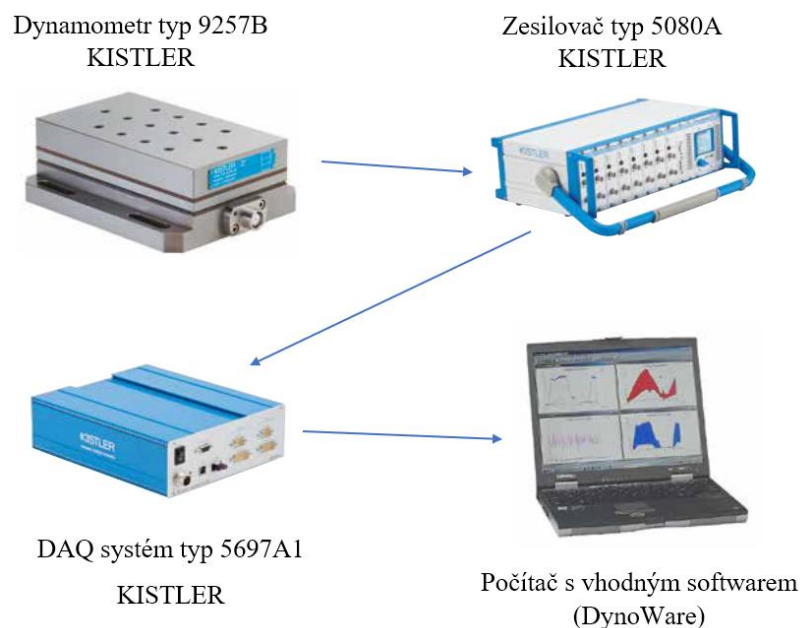 Dynamometr typ 9257B
KISTLER
Zesilovač typ 5080A
KISTLER
KISTLER
KISTLER
KISTLER
DAQ systém typ 5697A1
KISTLER
Počítač s vhodným softwarem
(DynoWare)